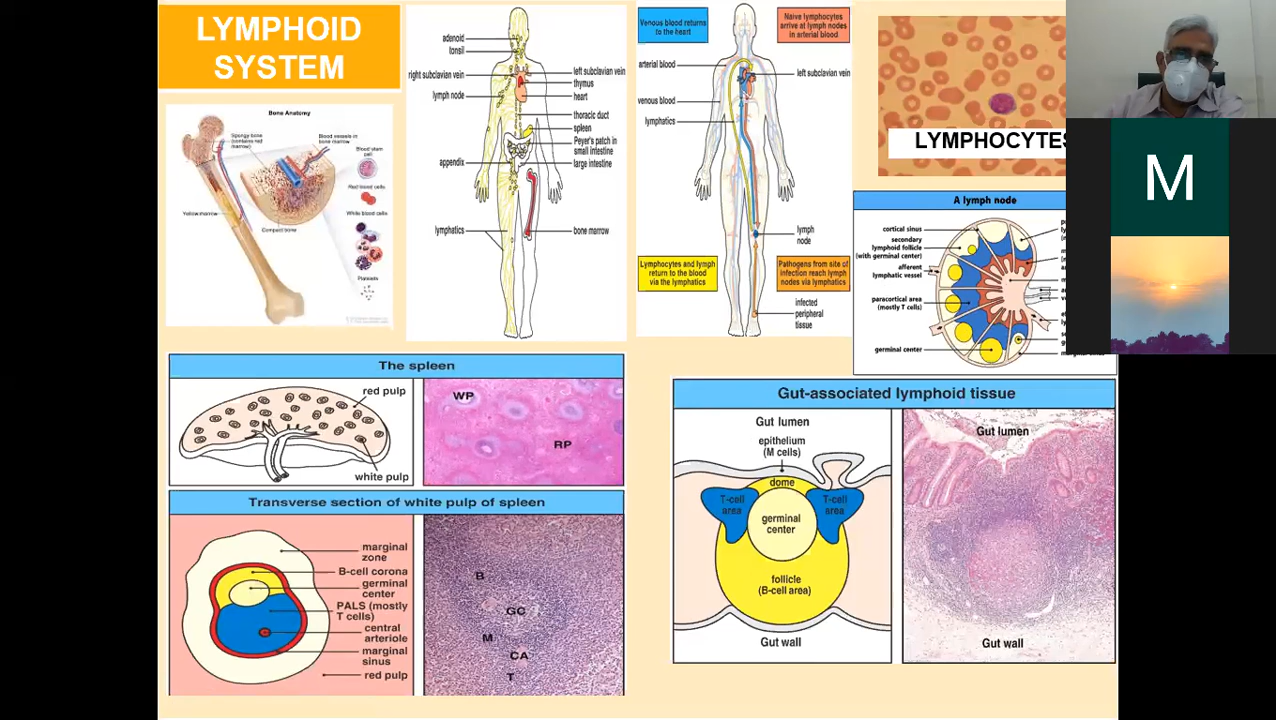 LYMPHOID
SYSTEM
Bone Anatomy
Spongy bone
(contains red
marrow)
Blood vessels in
bone marrow
Blood stem
cell
Red blood cells
White blood cells
Platelets
Yellow marrow
Compact bone
adenoid
tonsil
right subclavian vein
lymph node
appendix
lymphatics
left subclavian vein
thymus
heart
thoracic duct
spleen
Peyer's patch in
small intestine
large intestine
bone marrow
Venous blood returns
to the heart
Naive lymphocytes
arrive at lymph nodes
in arterial blood
arterial blood
venous blood
lymphatics
left subclavian vein
lymph
node
Lymphocytes and lymph
return to the blood
via the lymphatics
Pathogens from site of
infection reach lymph
nodes via lymphatics
infected
peripheral
tissue
LYMPHOCYTES
M
A lymph node
cortical sinus
secondary
lymphoid follicle
(with germinal center)
afferent
lymphatic vessel
paracortical area
(mostly T cells)
germinal center
The spleen
red pulp
white pulp
WP
RP
Transverse section of white pulp of spleen
marginal
zone
B-cell corona
germinal
center
PALS (mostly
T cells)
central
arteriole
marginal
sinus
red pulp
B
GC
M
CA
T
Gut-associated lymphoid tissue
Gut lumen
epithelium
(M cells)
dome
T-cell
area
T-cell
area
germinal
center
follicle
(B-cell area)
Gut wall
Gut lumen
Gut wall